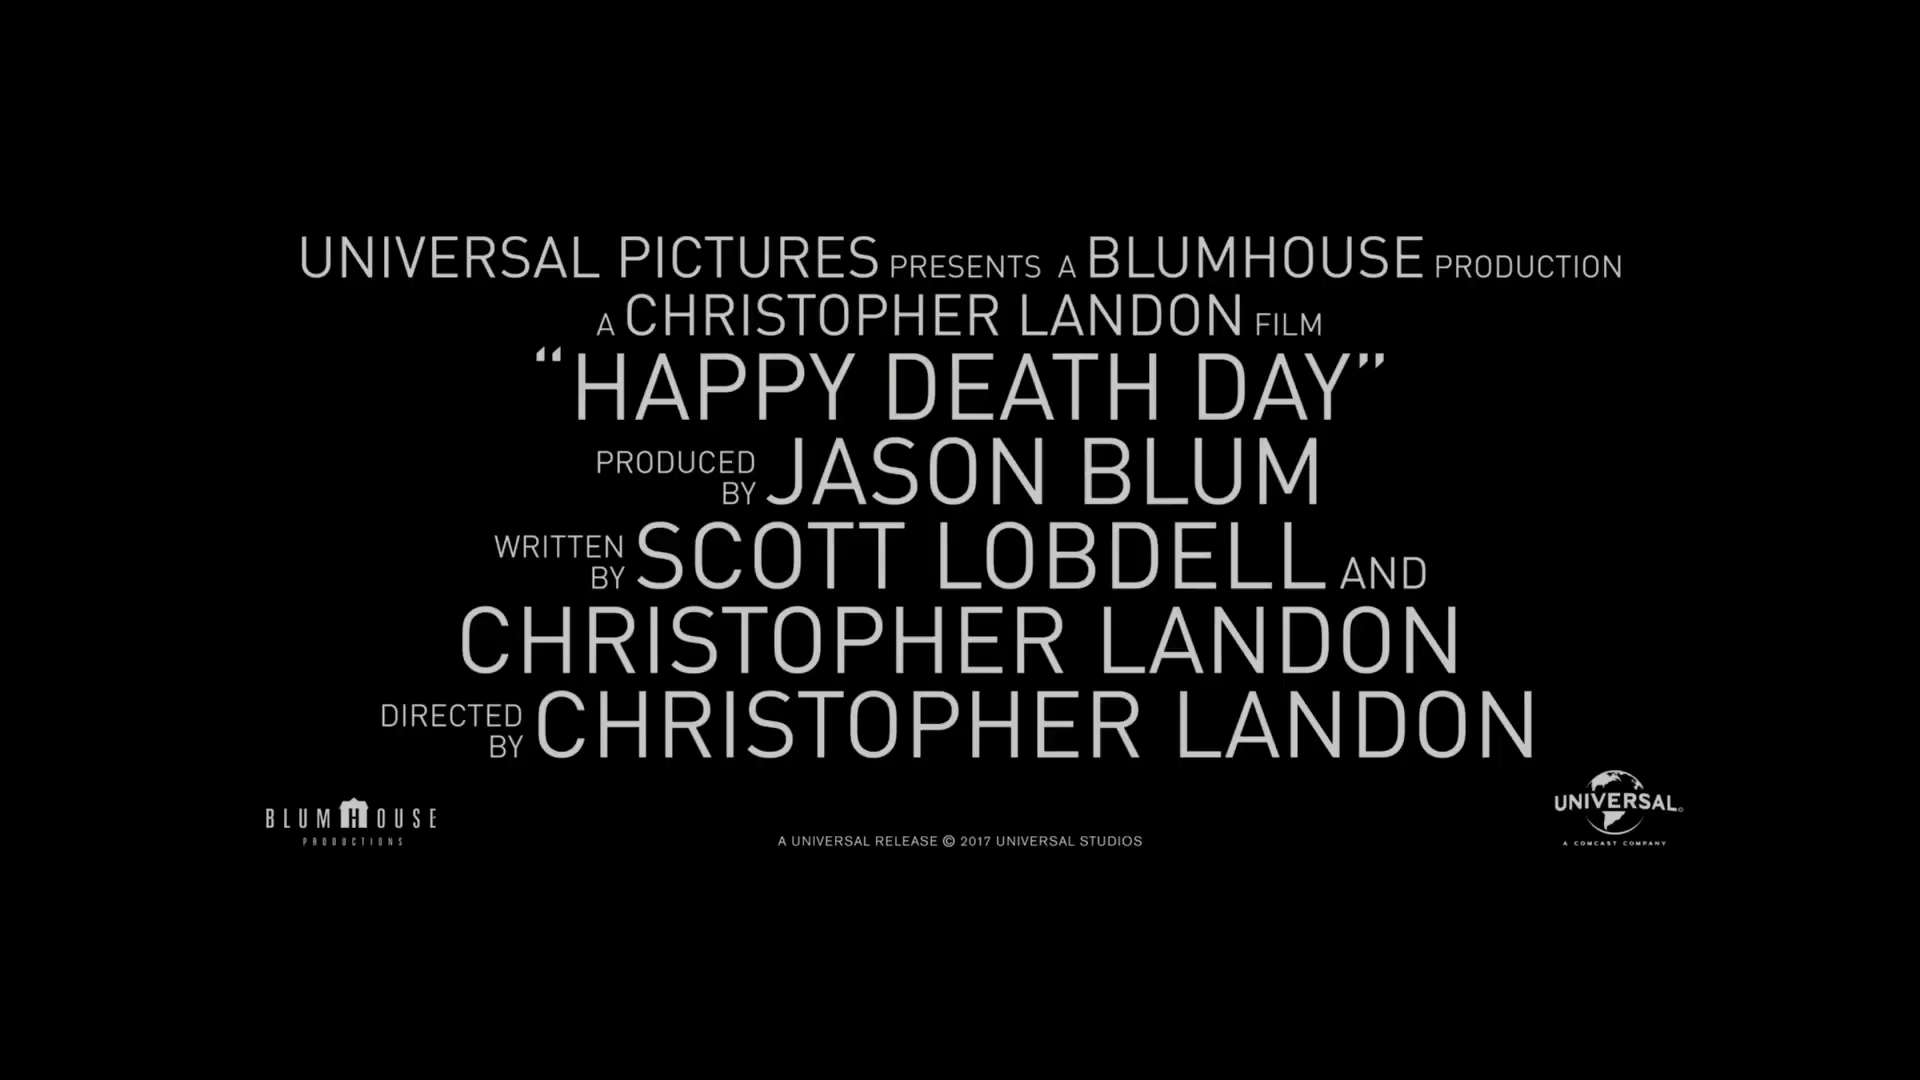 UNIVERSAL PICTURES PRESENTS A BLUMHOUSE PRODUCTION
A CHRISTOPHER LANDON FILM
“HAPPY DEATH DAY”
PRODUCED BY JASON BLUM
WRITTEN BY SCOTT LOBDELL AND
CHRISTOPHER LANDON
DIRECTED BY CHRISTOPHER LANDON
BLUMHOUSE
PRODUCTIONS
A UNIVERSAL RELEASE © 2017 UNIVERSAL STUDIOS
UNIVERSAL
A COMCAST COMPANY